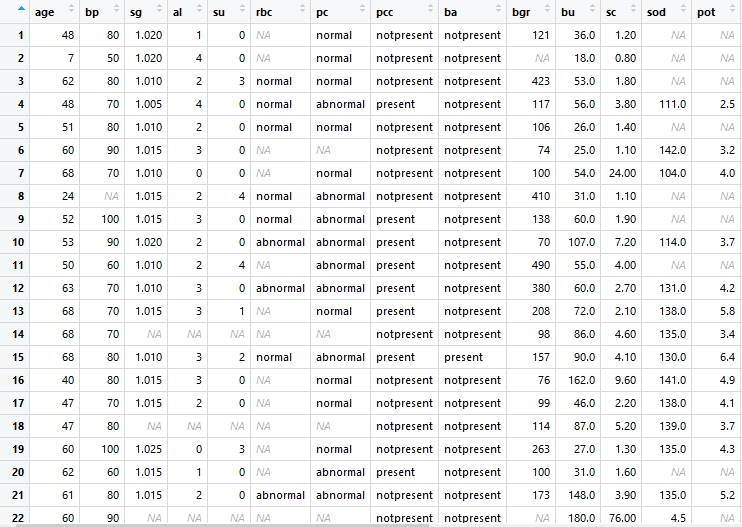 age bp sg al su rbc pc pcc ba bgr bu sc sod pot
1 48 80 1.020 1 0 NA normal notpresent notpresent 121 36.0 1.20 NA NA
2 7 50 1.020 4 0 NA normal notpresent notpresent NA 18.0 0.80 NA NA
3 62 80 1.010 2 3 normal normal notpresent notpresent 423 53.0 1.80 NA NA
4 48 70 1.005 4 0 normal abnormal present notpresent 117 56.0 3.80 111.0 2.5
5 51 80 1.010 2 0 normal normal notpresent notpresent 106 26.0 1.40 NA NA
6 60 90 1.015 3 0 NA NA notpresent notpresent 74 25.0 1.10 142.0 3.2
7 68 70 1.010 0 0 NA normal notpresent notpresent 100 54.0 24.00 104.0 4.0
8 24 NA 1.015 2 4 normal abnormal notpresent notpresent 410 31.0 1.10 NA NA
9 52 100 1.015 3 0 normal abnormal present notpresent 138 60.0 1.90 NA NA
10 53 90 1.020 2 0 abnormal abnormal present notpresent 70 107.0 7.20 114.0 3.7
11 50 60 1.010 2 4 NA abnormal present notpresent 490 55.0 4.00 NA NA
12 63 70 1.010 3 0 abnormal abnormal present notpresent 380 60.0 2.70 131.0 4.2
13 68 70 1.015 3 1 NA normal present notpresent 208 72.0 2.10 138.0 5.8
14 68 70 NA NA NA NA NA notpresent notpresent 98 86.0 4.60 135.0 3.4
15 68 80 1.010 3 2 normal abnormal present present 157 90.0 4.10 130.0 6.4
16 40 80 1.015 3 0 NA normal notpresent notpresent 76 162.0 9.60 141.0 4.9
17 47 70 1.015 2 0 NA normal notpresent notpresent 99 46.0 2.20 138.0 4.1
18 47 80 NA NA NA NA NA notpresent notpresent 114 87.0 5.20 139.0 3.7
19 60 100 1.025 0 3 NA normal notpresent notpresent 263 27.0 1.30 135.0 4.3
20 62 60 1.015 1 0 NA abnormal present notpresent 100 31.0 1.60 NA NA
21 61 80 1.015 2 0 abnormal abnormal notpresent notpresent 173 148.0 3.90 135.0 5.2
22 60 90 NA NA NA NA NA notpresent notpresent NA 180.0 76.00 4.5 NA